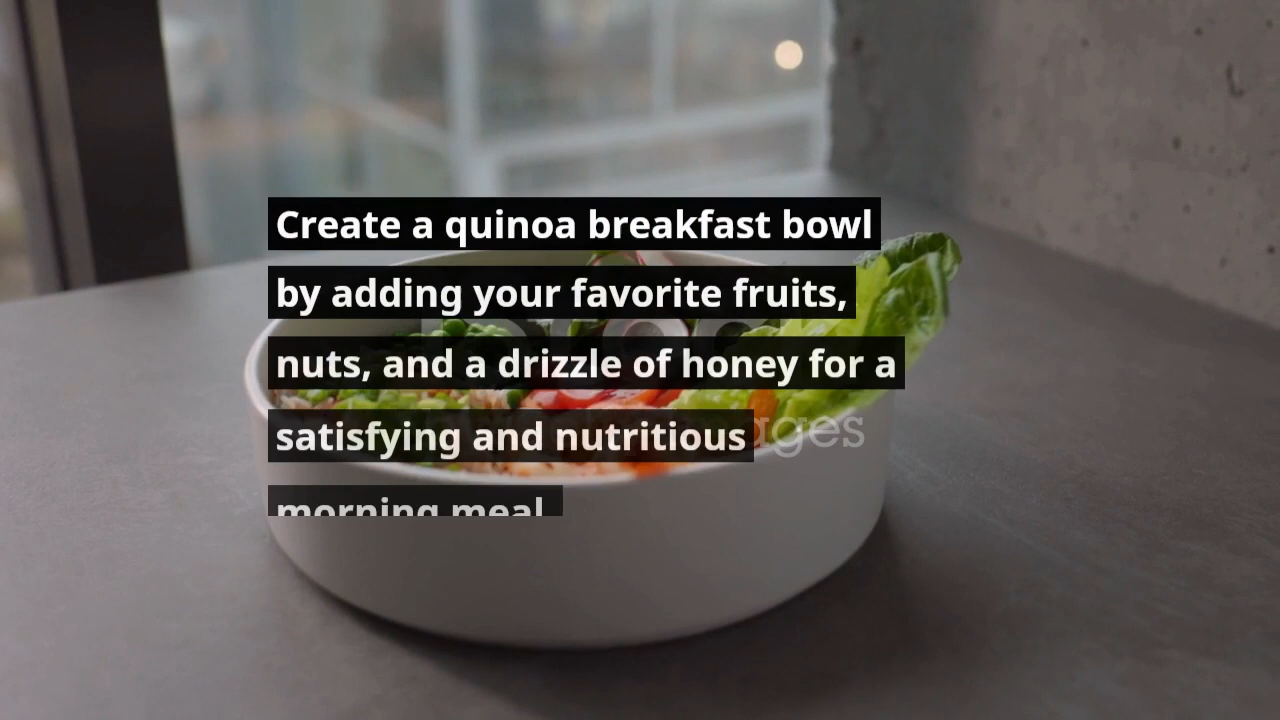 Create a quinoa breakfast bowl
by adding your favorite fruits,
nuts, and a drizzle of honey for a
satisfying and nutritious
morning meal
ages